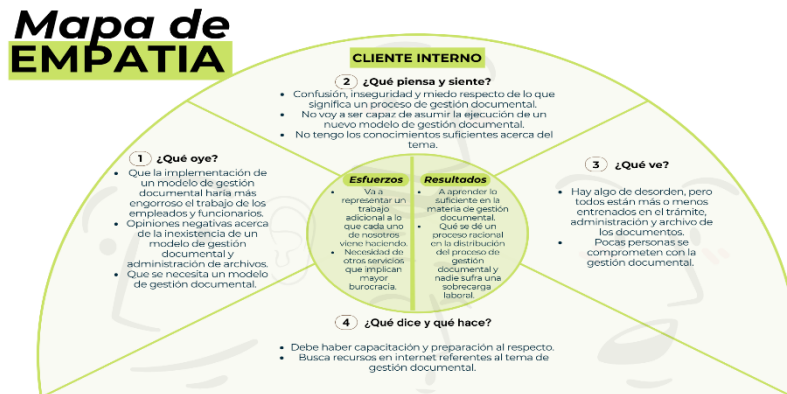 Mapa de
EMPATIA
CLIENTE INTERNO
2 ¿Qué piensa y siente?
• Confusión, inseguridad y miedo respecto de lo que
significa un proceso de gestión documental.
• No voy a ser capaz de asumir la ejecución de un
nuevo modelo de gestión documental.
• No tengo los conocimientos suficientes acerca del
tema.
1 ¿Qué oye?
• Que la implementación de
un modelo de gestión
documental haría más
engorroso el trabajo de los
empleados y funcionarios.
• Opiniones negativas acerca
de la inexistencia de un
modelo de gestión
documental y
administración de archivos.
• Que se necesita un modelo
de gestión documental.
Esfuerzos
• Va a
representar un
trabajo
adicional a lo
que cada uno
de nosotros
viene haciendo.
• Necesidad de
otros servicios
que implican
mayor
burocracia.
Resultados
• A aprender lo
suficiente en la
materia de gestión
documental.
• Qué se dé un
proceso racional
en la distribución
del proceso de
gestión
documental y
nadie sufra una
sobrecarga
laboral.
3 ¿Qué ve?
• Hay algo de desorden, pero
todos están más o menos
entrenados en el trámite,
administración y archivo de
los documentos.
• Pocas personas se
comprometen con la
gestión documental.
4 ¿Qué dice y qué hace?
• Debe haber capacitación y preparación al respecto.
• Busca recursos en internet referentes al tema de
gestión documental.